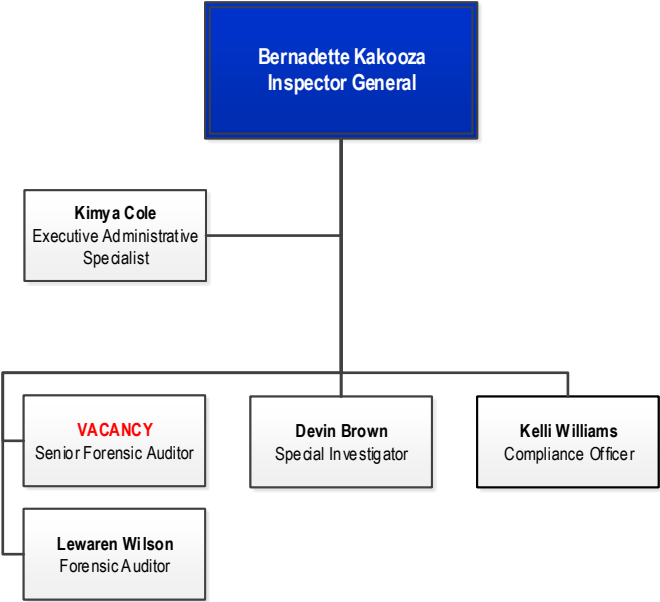 Bernadette Kakooza
Inspector General
Kimya Cole
Executive Administrative
Specialist
VACANCY
Senior Forensic Auditor
Devin Brown
Special Investigator
Kelli Williams
Compliance Officer
Lewaren Wilson
Forensic Auditor